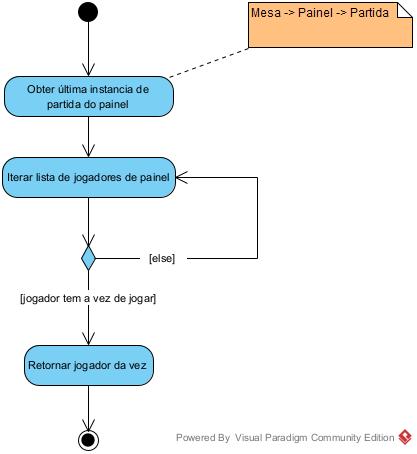 Mesa -> Painel -> Partida
Obter última instancia de
partida do painel
Iterar lista de jogadores de painel
[else]
[jogador tem a vez de jogar]
Retornar jogador da vez
Powered By Visual Paradigm Community Edition